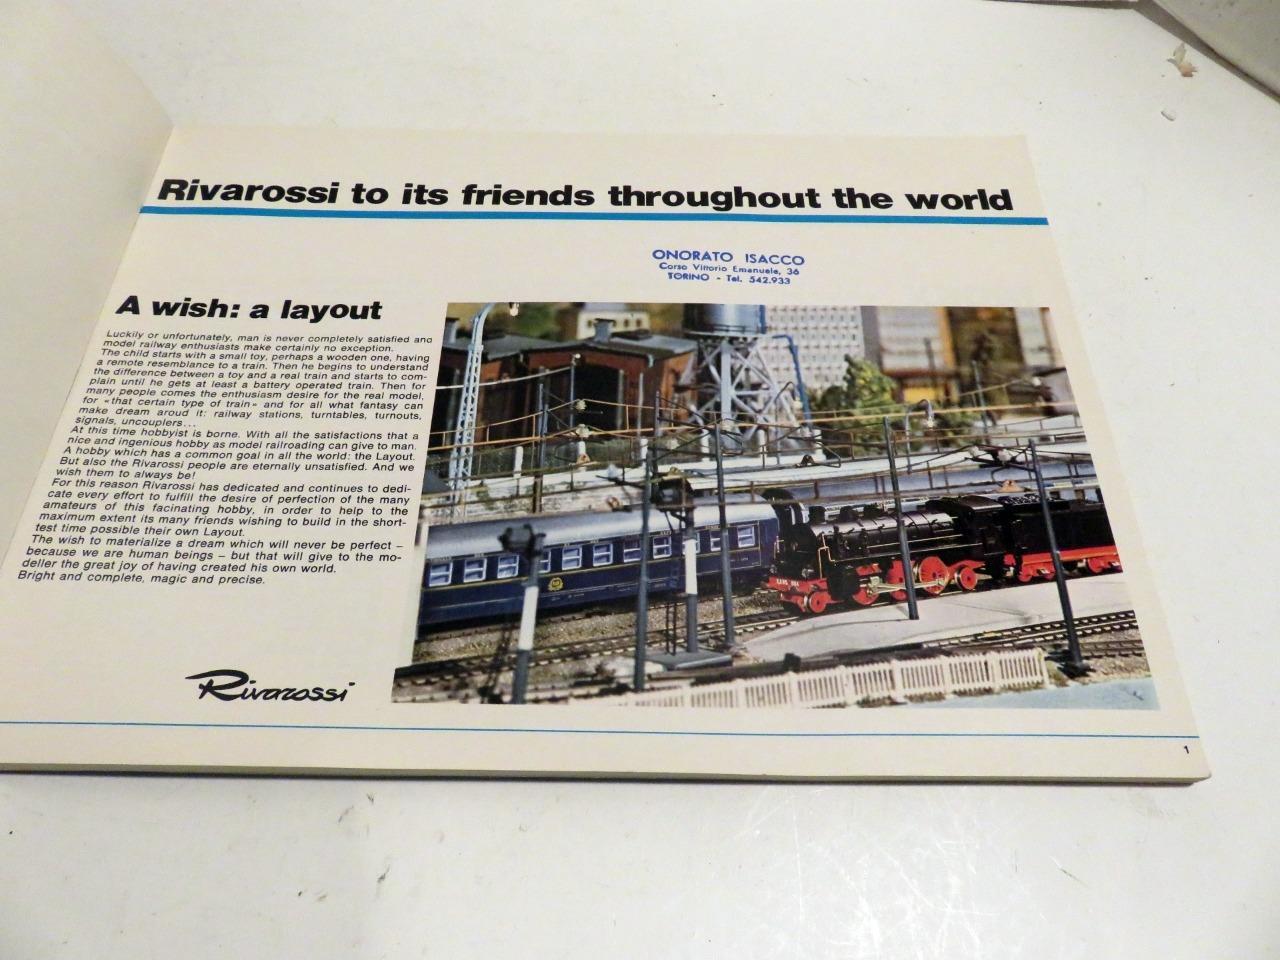 Rivarossi to its friends throughout the world
ONORATO ISACCO
Corso Vittorio Emanuele, 36
TORINO - Tel. 542.933
A wish: a layout
Luckily or unfortunately, man is never completely satisfied and
model railway enthusiasts make certainly no exception.
The child starts with a small toy, perhaps a wooden one, having
a remote resemblance to a train. Then he begins to understand
the difference between a toy and a real train and starts to com-
plain until he gets at least a battery operated train. Then for
many people comes the enthusiasm desire for the real model,
for «that certain type of train» and for all what fantasy can
make dream aroud it: railway stations, turntables, turnouts,
signals, uncouplers...
At this time hobbyist is borne. With all the satisfactions that a
nice and ingenious hobby as model railroading can give to man.
A hobby which has a common goal in all the world: the Layout.
But also the Rivarossi people are eternally unsatisfied. And we
wish them to always be!
For this reason Rivarossi has dedicated and continues to dedi-
cate every effort to fulfill the desire of perfection of the many
amateurs of this facinating hobby, in order to help to the
maximum extent its many friends wishing to build in the short-
test time possible their own Layout.
The wish to materialize a dream which will never be perfect –
because we are human beings – but that will give to the mo-
deller the great joy of having created his own world.
Bright and complete, magic and precise.
Rivarossi
1